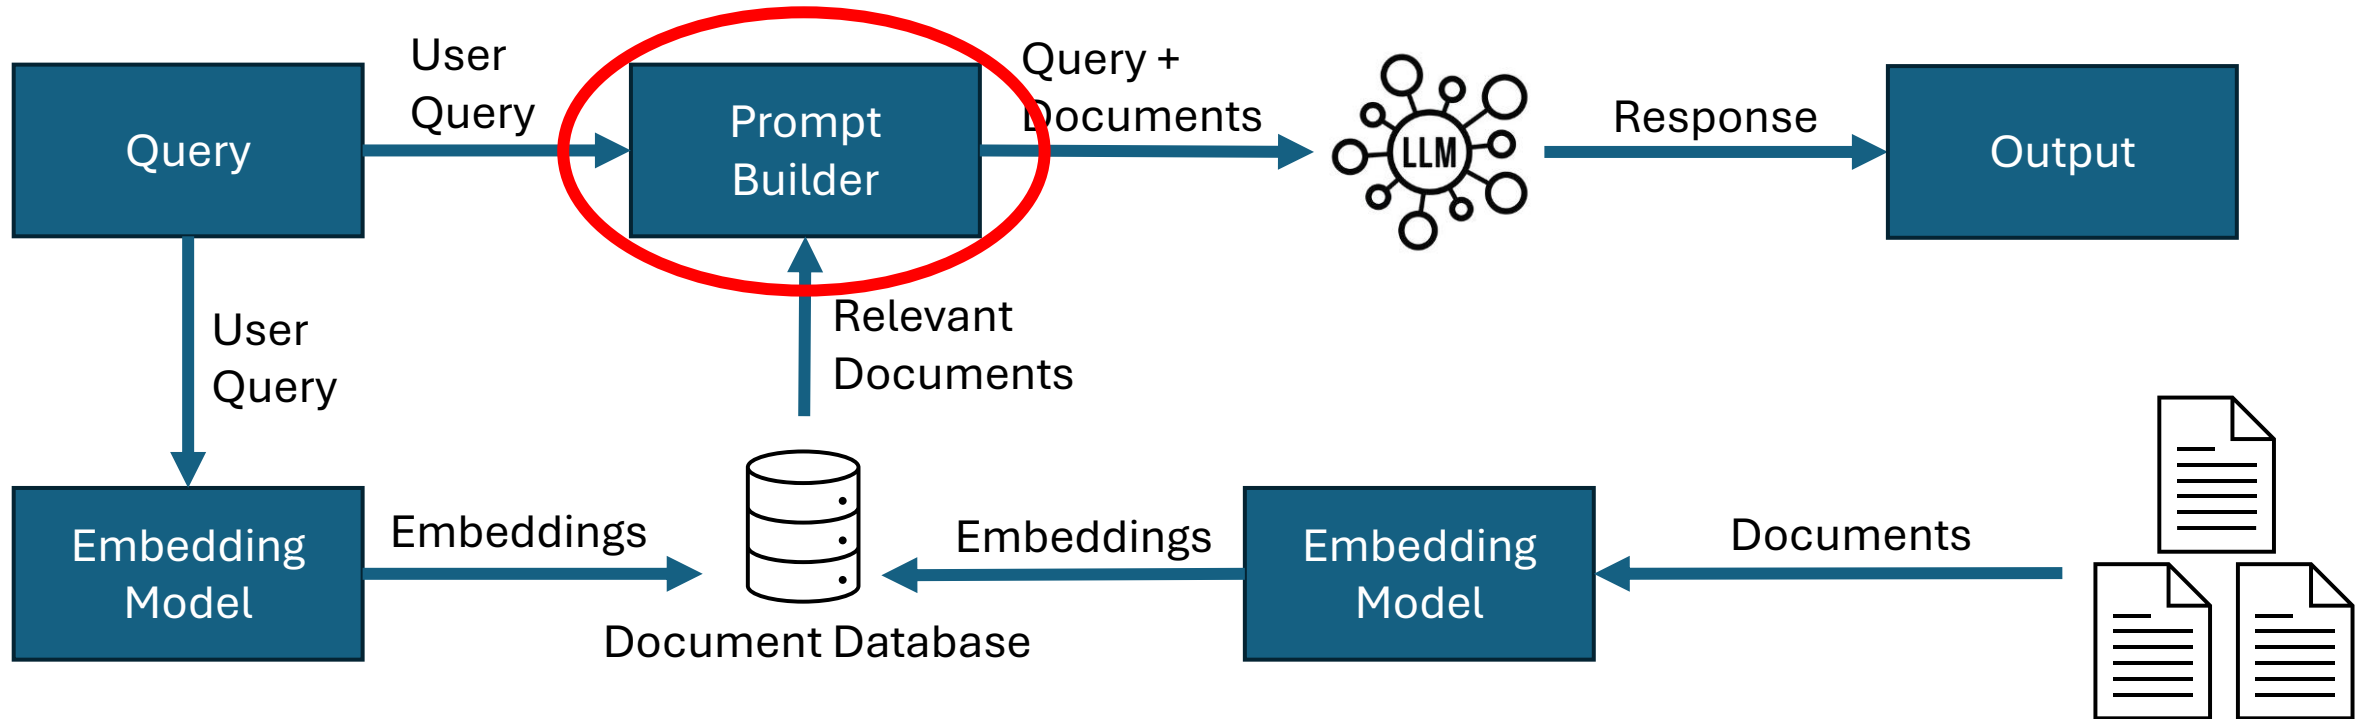 User
Query
Query +
Documents
Query
Prompt
Builder
LLM
Response
Output
User
Query
Relevant
Documents
Embedding
Model
Embeddings
Embeddings
Embedding
Model
Documents
Document Database